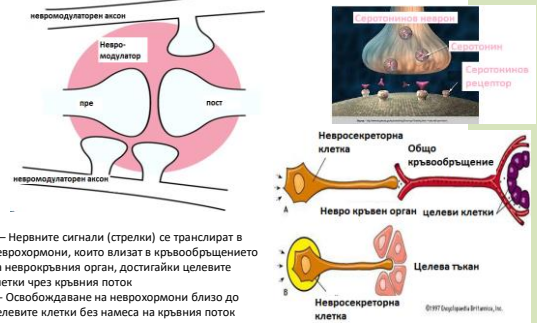 невромодулаторен аксон
Невро-
модулатор
пре
пост
невромодулаторен аксон
Серотонинов неврон
Серотонин
Серотонинов
рецептор
Невросекреторна
клетка
Общо
кръвообръщение
А
Невро кръвен орган
целеви клетки
Целева тъкан
B
Невросекреторна
клетка
©1997 Encyclopaedia Britannica, Inc.
– Нервните сигнали (стрелки) се транслират в
неврохормони, които влизат в кръвообръщението
неврокръвния орган, достигайки целевите
клетки чрез кръвния поток
- Освобождаване на неврохормони близо до
целевите клетки без намеса на кръвния поток